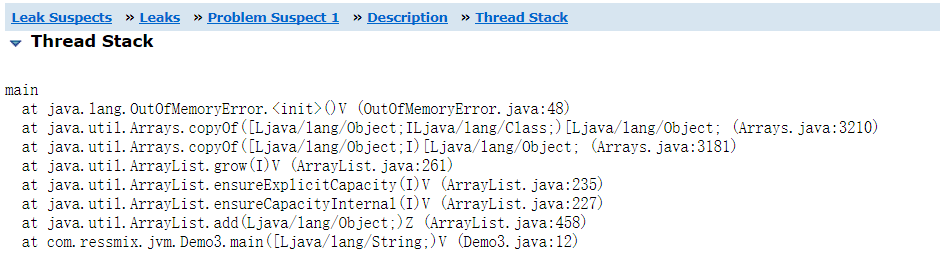 Leak Suspects » Leaks » Problem Suspect 1 » Description » Thread Stack
Thread Stack
main
at java.lang.OutOfMemoryError.<init>()V (OutOfMemoryError.java:48)
at java.util.Arrays.copyOf([Ljava/lang/Object;ILjava/lang/Class;)[Ljava/lang/Object; (Arrays.java:3210)
at java.util.Arrays.copyOf([Ljava/lang/Object;I)[Ljava/lang/Object; (Arrays.java:3181)
at java.util.ArrayList.grow(I)V (ArrayList.java:261)
at java.util.ArrayList.ensureExplicitCapacity(I)V (ArrayList.java:235)
at java.util.ArrayList.ensureCapacityInternal(I)V (ArrayList.java:227)
at java.util.ArrayList.add(Ljava/lang/Object;)Z (ArrayList.java:458)
at com.ressmix.jvm.Demo3.main([Ljava/lang/String;)V (Demo3.java:12)